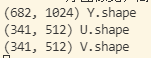 (682, 1024) Y.shape
(341, 512) U.shape
(341, 512) V.shape